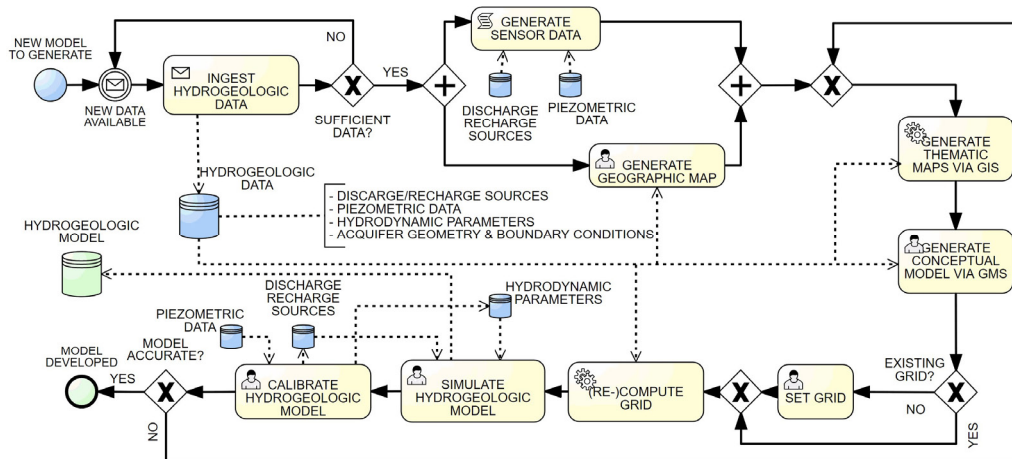 NEW MODEL
TO GENERATE
NEW DATA
AVAILABLE
INGEST
HYDROGEOLOGIC
DATA
NO
YES
SUFFICIENT
DATA?
GENERATE
SENSOR DATA
DISCHARGE
RECHARGE
SOURCES
PIEZOMETRIC
DATA
GENERATE
GEOGRAPHIC MAP
GENERATE
THEMATIC
MAPS VIA GIS
GENERATE
CONCEPTUAL
MODEL VIA GMS
HYDROGEOLOGIC
DATA
- DISCARGE/RECHARGE SOURCES
- PIEZOMETRIC DATA
- HYDRODYNAMIC PARAMETERS
- ACQUIFER GEOMETRY & BOUNDARY CONDITIONS
HYDROGEOLOGIC
MODEL
PIEZOMETRIC
DATA
DISCHARGE
RECHARGE
SOURCES
HYDRODYNAMIC
PARAMETERS
MODEL
DEVELOPED
YES
MODEL
ACCURATE?
NO
CALIBRATE
HYDROGEOLOGIC
MODEL
SIMULATE
HYDROGEOLOGIC
MODEL
(RE-)COMPUTE
GRID
SET GRID
EXISTING
GRID?
NO
YES